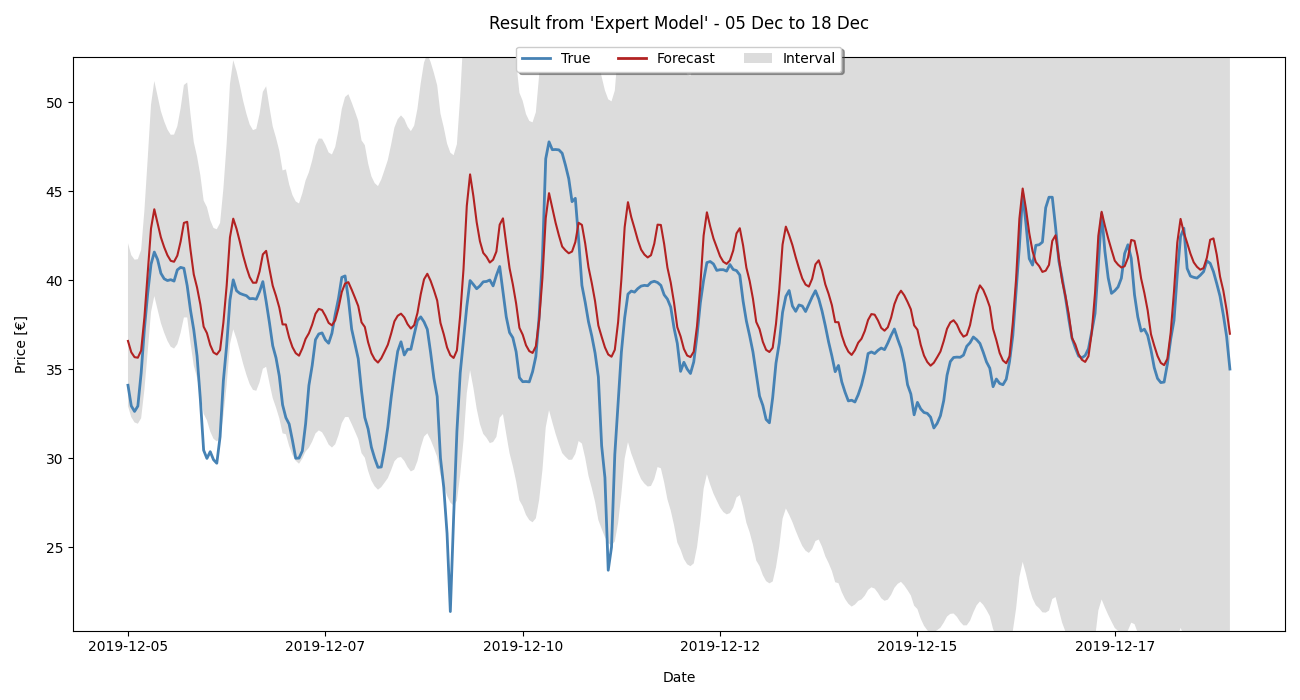 Result from 'Expert Model' - 05 Dec to 18 Dec
True Forecast Interval
Price [€]
50
45
40
35
30
25
2019-12-05 2019-12-07 2019-12-10 2019-12-12 2019-12-15 2019-12-17
Date